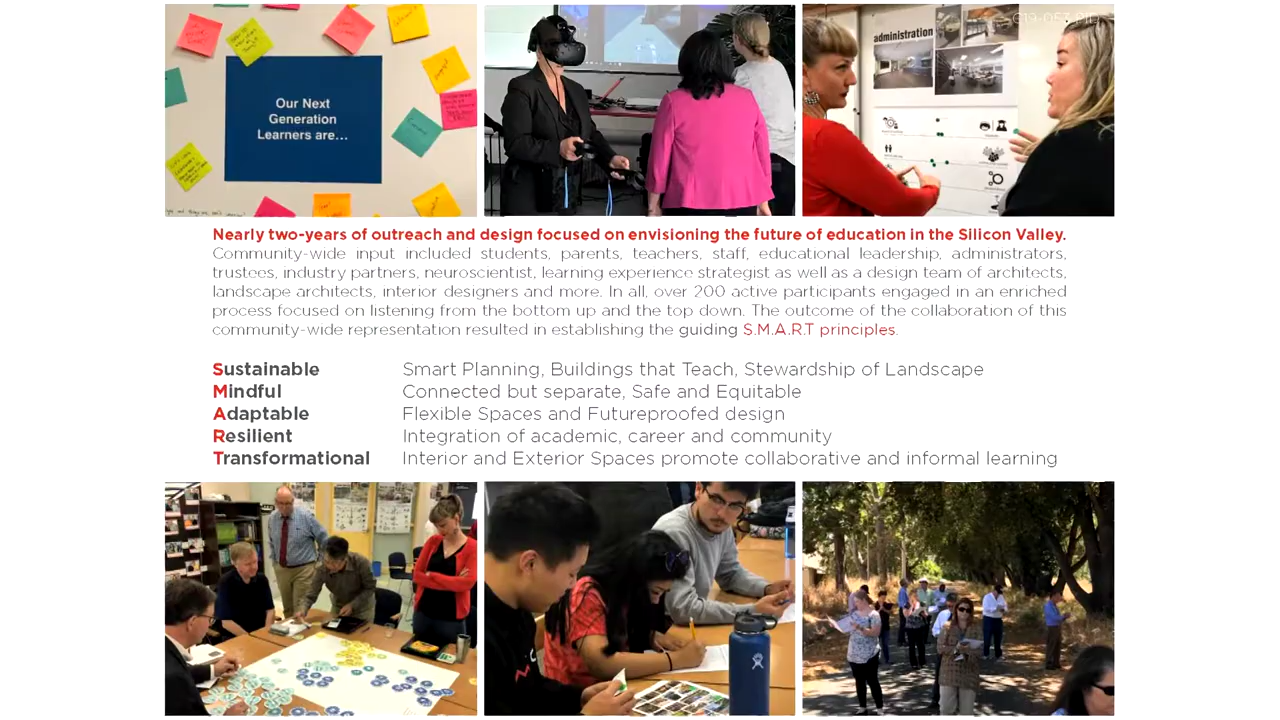 Our Next
Generation
Learners are...
administration
Nearly two-years of outreach and design focused on envisioning the future of education in the Silicon Valley.
Community-wide input included students, parents, teachers, staff, educational leadership, administrators,
trustees, industry partners, neuroscientist, learning experience strategist as well as a design team of architects,
landscape architects, interior designers and more. In all, over 200 active participants engaged in an enriched
process focused on listening from the bottom up and the top down. The outcome of the collaboration of this
community-wide representation resulted in establishing the guiding S.M.A.R.T principles.
Sustainable Smart Planning, Buildings that Teach, Stewardship of Landscape
Mindful Connected but separate, Safe and Equitable
Adaptable Flexible Spaces and Futureproofed design
Resilient Integration of academic, career and community
Transformational Interior and Exterior Spaces promote collaborative and informal learning